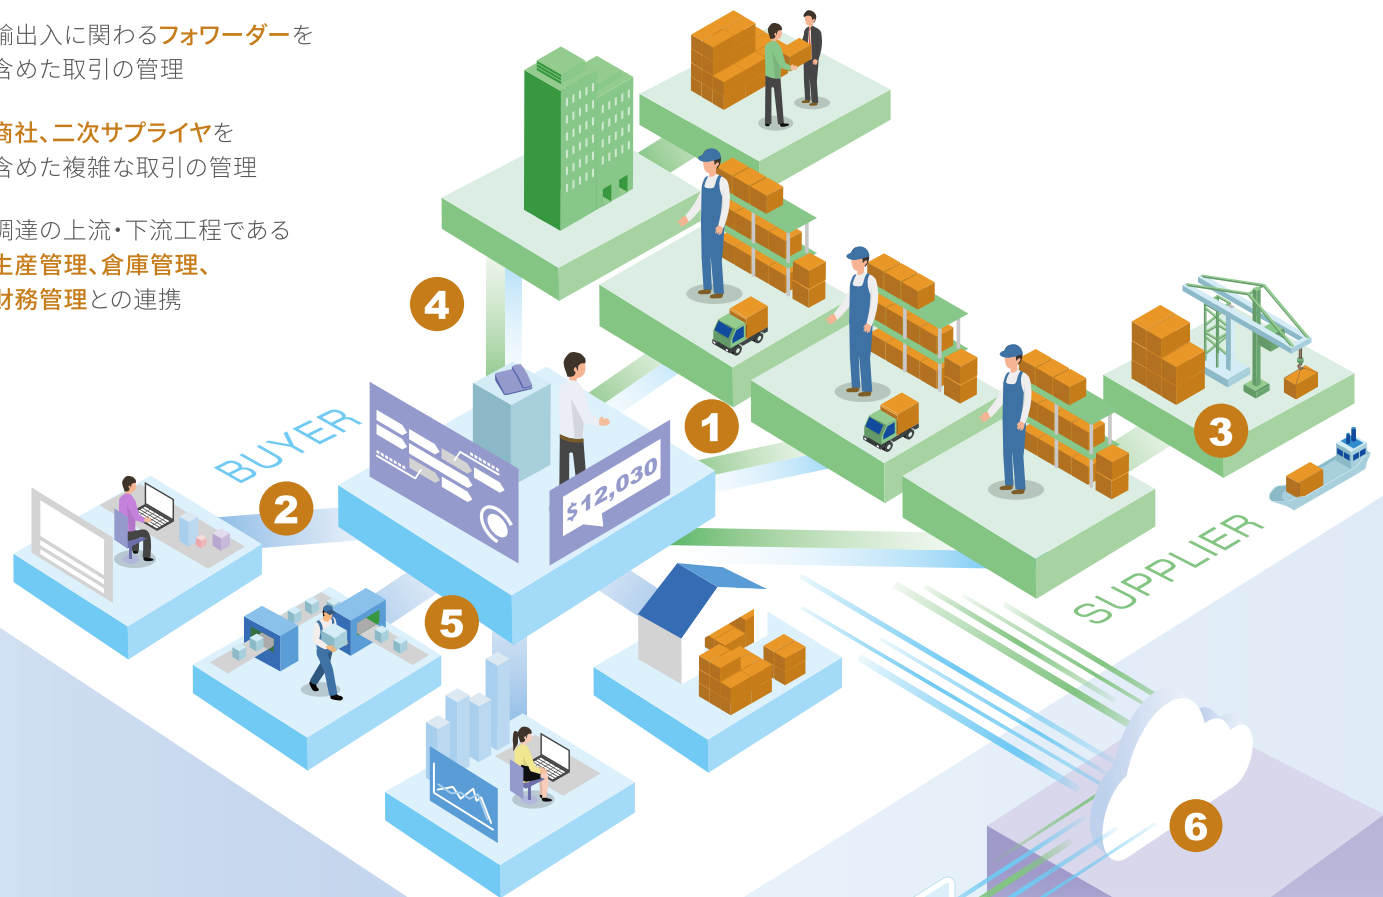 輸出入に関わるフォワーダーを
含めた取引の管理
商社、二次サプライヤを
含めた複雑な取引の管理
調達の上流・下流工程である
生産管理、倉庫管理、
財務管理との連携
4
BUYER
1
3
$12,030
2
SUPPLIER
5
6